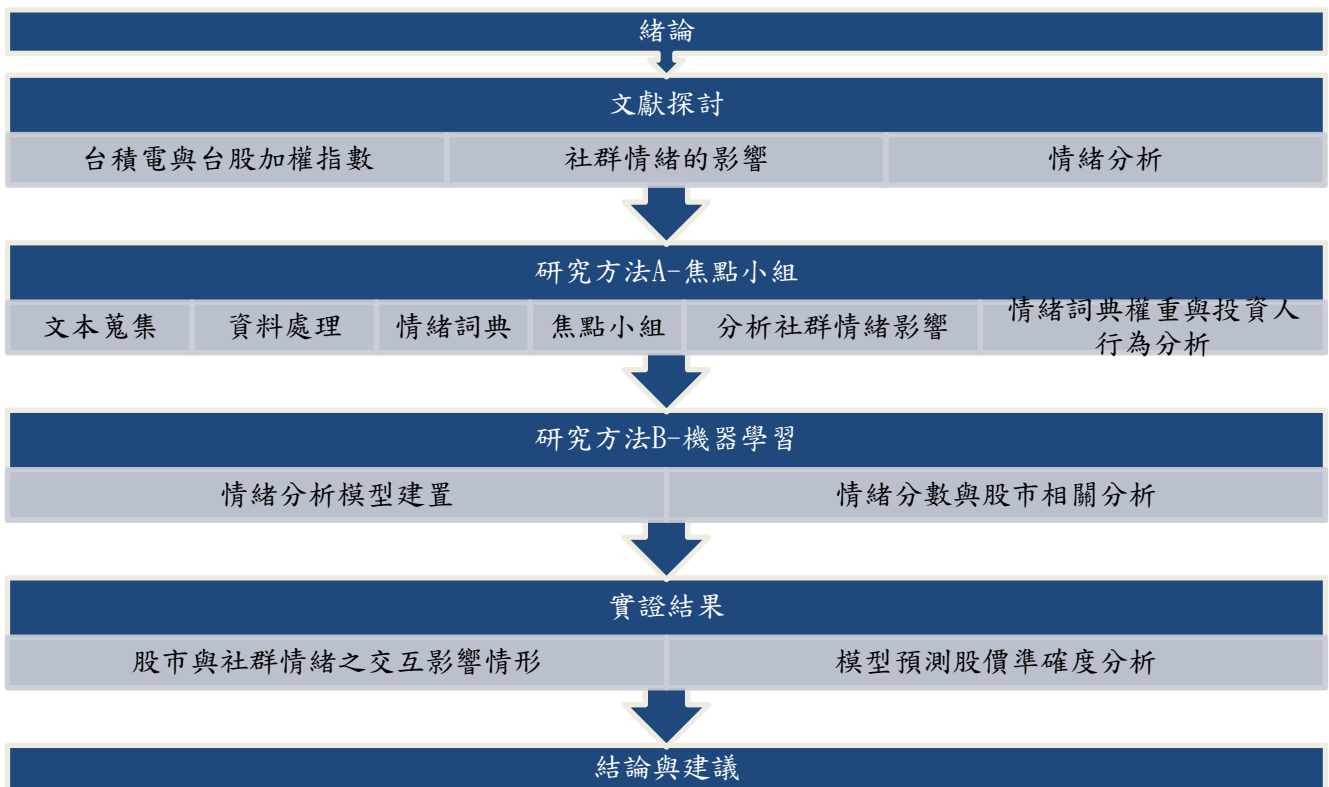 緒論
文獻探討
台積電與台股加權指數
社群情緒的影響
情緒分析
研究方法A-焦點小組
文本蒐集
資料處理
情緒詞典
焦點小組
分析社群情緒影響
情緒詞典權重與投資人
行為分析
研究方法B-機器學習
情緒分析模型建置
情緒分數與股市相關分析
實證結果
股市與社群情緒之交互影響情形
模型預測股價準確度分析
結論與建議